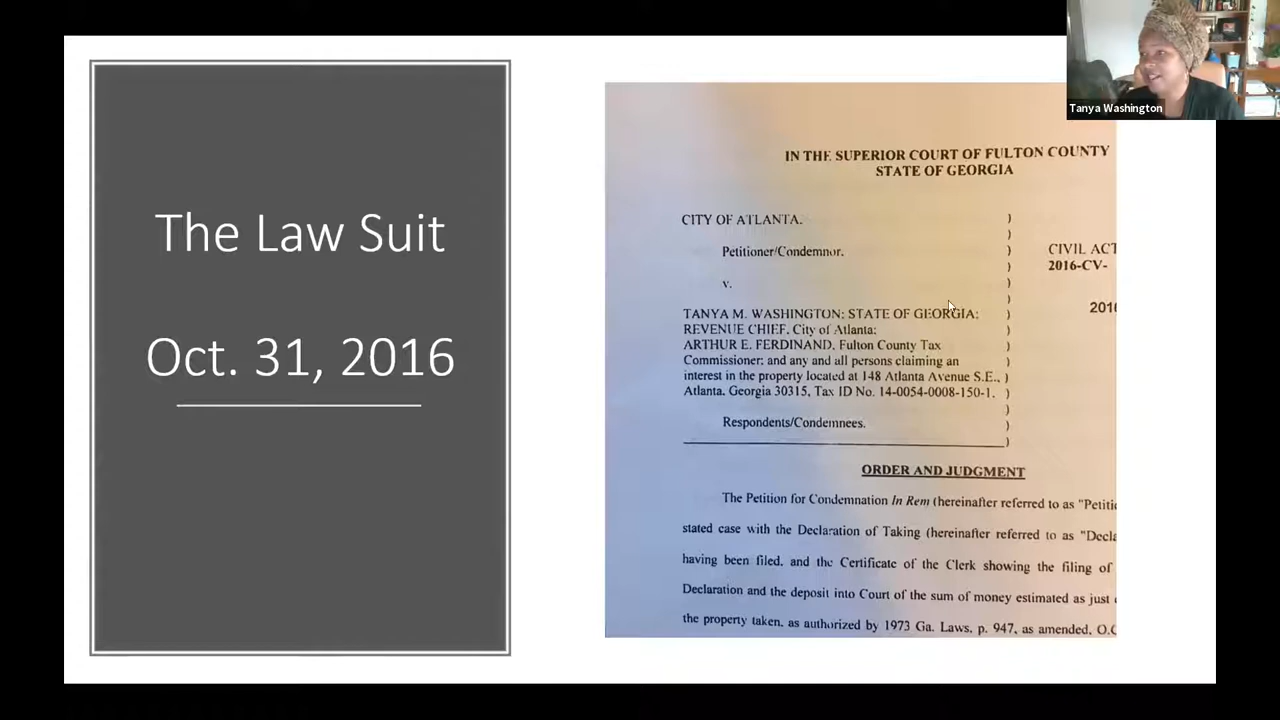 The Law Suit
Oct. 31, 2016
Tanya Washington
IN THE SUPERIOR COURT OF FULTON COUNTY
STATE OF GEORGIA
CITY OF ATLANTA, )
)
Petitioner/Condemnor, ) CIVIL ACT
) 2016-CV-
v. )
) 2016
TANYA M. WASHINGTON; STATE OF GEORGIA; )
REVENUE CHIEF, City of Atlanta; )
ARTHUR E. FERDINAND, Fulton County Tax )
Commissioner; and any and all persons claiming an )
interest in the property located at 148 Atlanta Avenue S.E., )
Atlanta, Georgia 30315, Tax ID No. 14-0054-0008-150-1, )
)
Respondents/Condemnees. )
)
ORDER AND JUDGMENT
The Petition for Condemnation In Rem (hereinafter referred to as "Petitic
stated case with the Declaration of Taking (hereinafter referred to as "Decla
having been filed, and the Certificate of the Clerk showing the filing of
Declaration and the deposit into Court of the sum of money estimated as just
the property taken, as authorized by 1973 Ga. Laws, p. 947, as amended, O.C